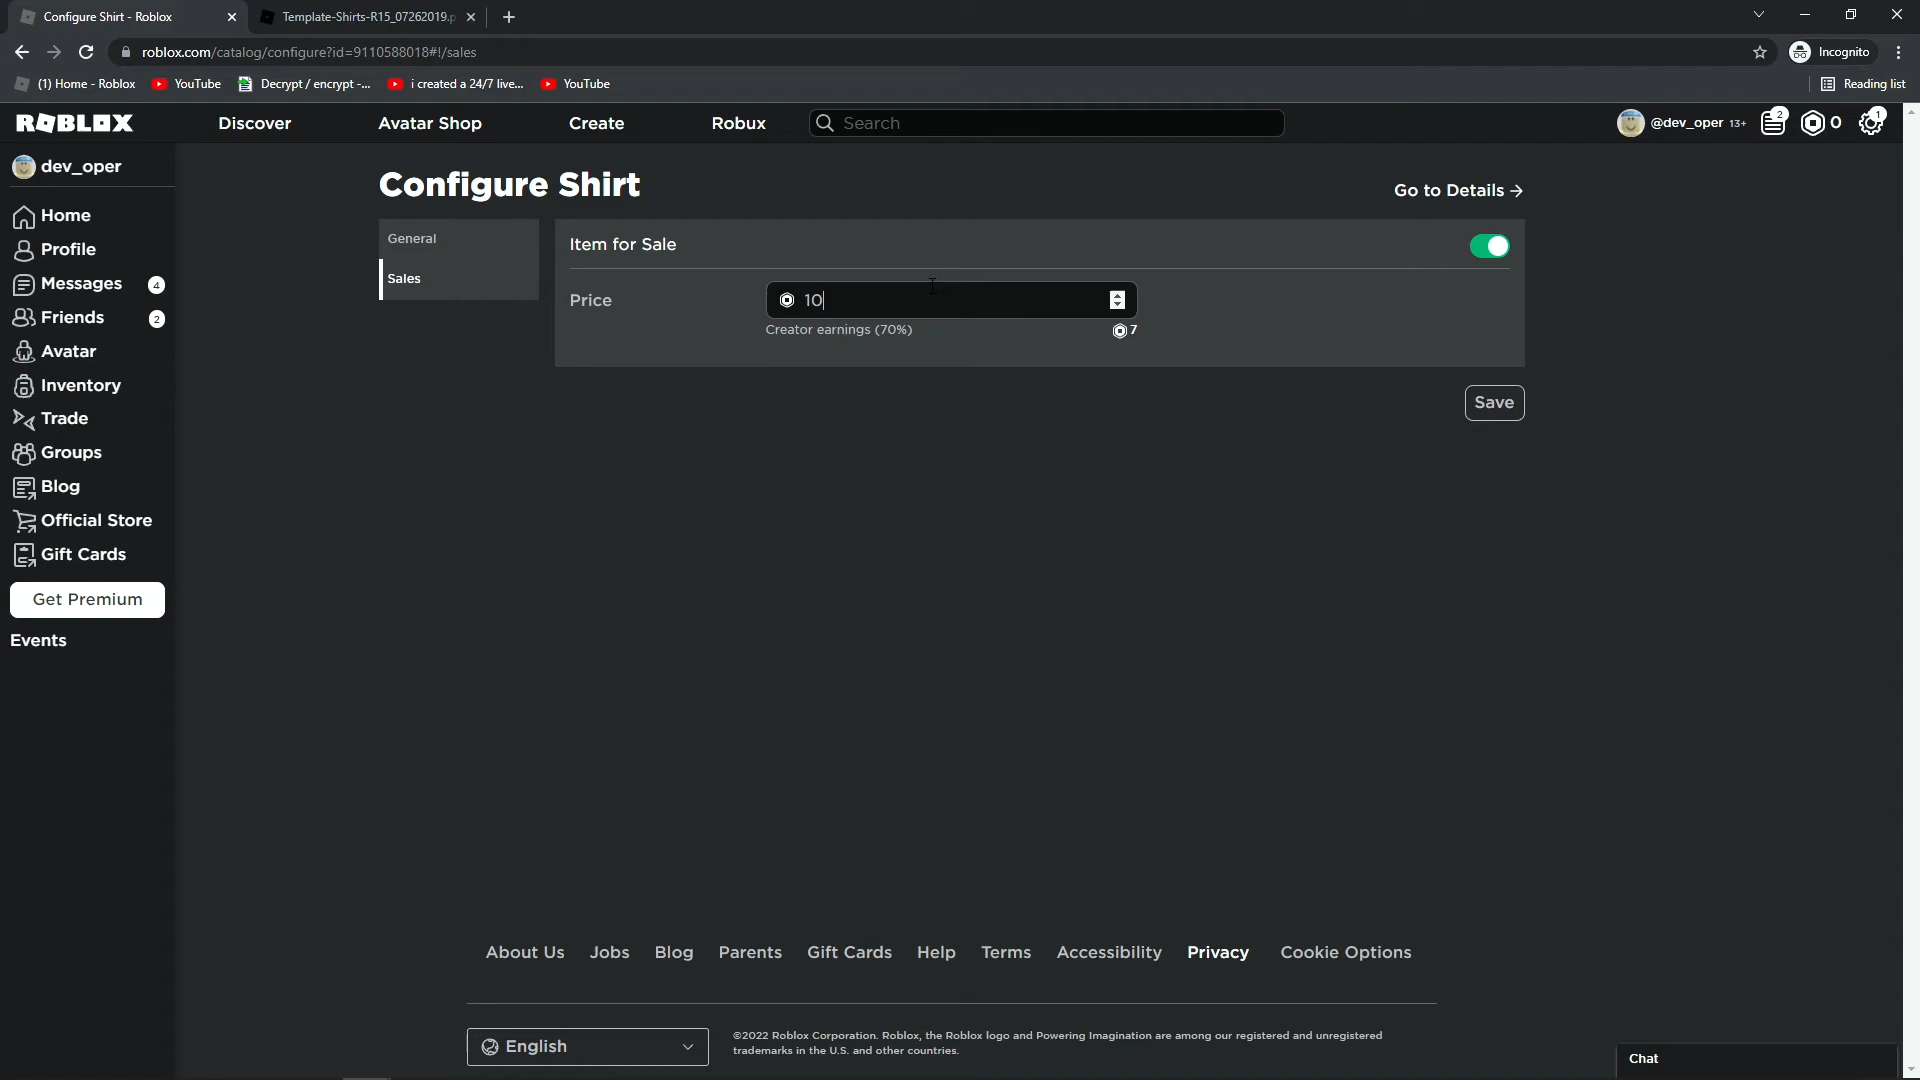 Configure Shirt - Roblox
Template-Shirts-R15_07262019.p
roblox.com/catalog/configure?id=9110588018#!/sales
Incognito
(1) Home - Roblox
YouTube
Decrypt / encrypt -...
i created a 24/7 live...
YouTube
Reading list
ROBLOX
Discover
Avatar Shop
Create
Robux
Search
@dev_oper 13+
2
0
1
dev_oper
Home
Profile
Messages 4
Friends 2
Avatar
Inventory
Trade
Groups
Blog
Official Store
Gift Cards
Get Premium
Events
Configure Shirt
Go to Details
General
Sales
Item for Sale
Price
10
Creator earnings (70%)
7
Save
About Us
Jobs
Blog
Parents
Gift Cards
Help
Terms
Accessibility
Privacy
Cookie Options
English
©2022 Roblox Corporation. Roblox, the Roblox logo and Powering Imagination are among our registered and unregistered
trademarks in the U.S. and other countries.
Chat